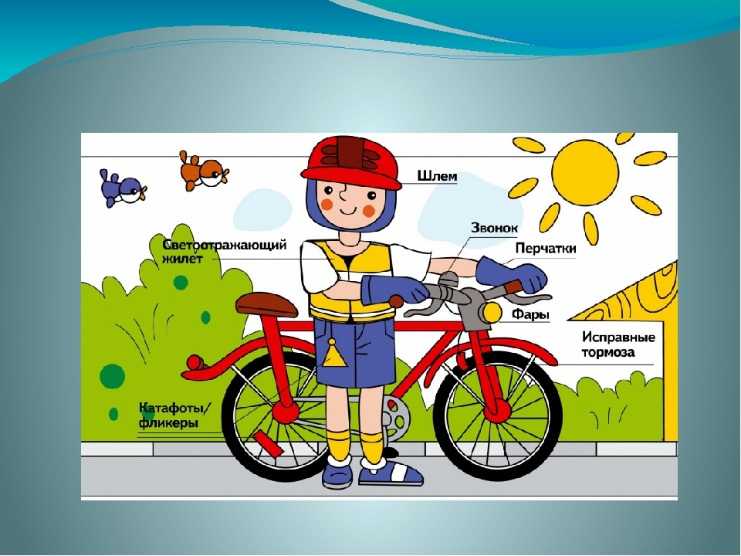 Шлем
Звонок
Светоотражающий
жилет
Перчатки
Фары
Исправные
тормоза
Катафоты/
фликеры